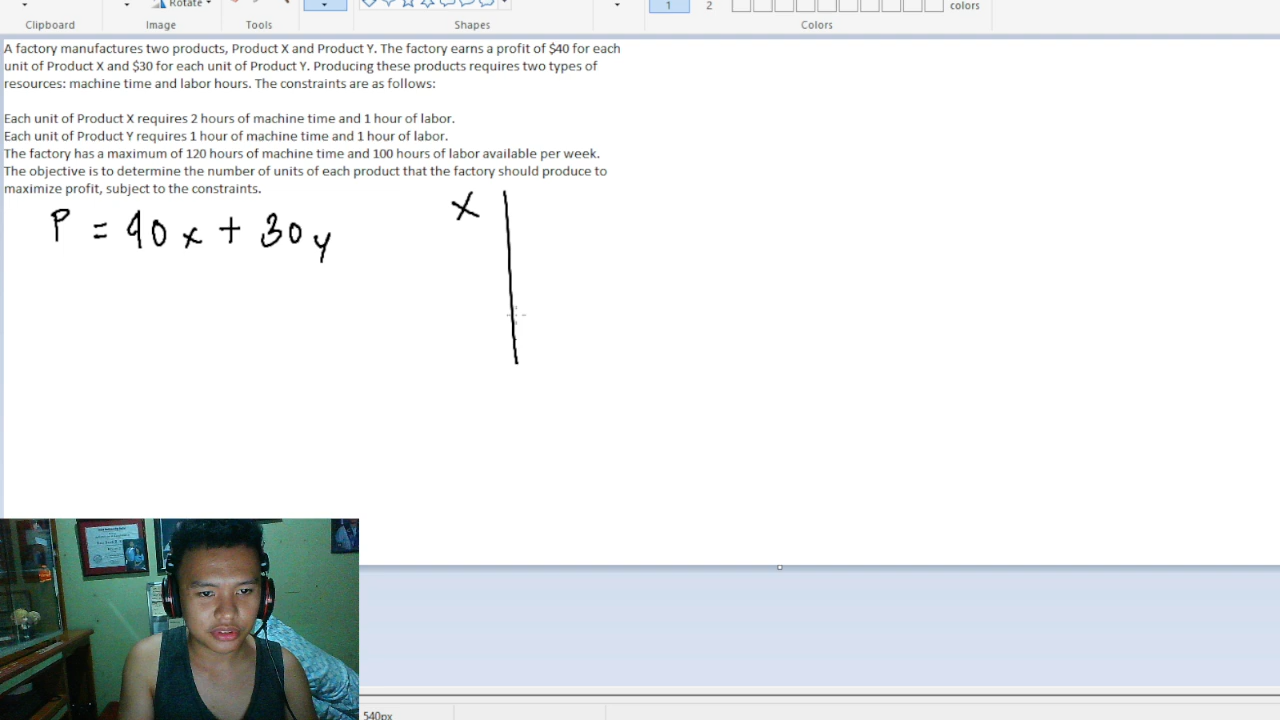 Rotate
1
2
colors
Clipboard
Image
Tools
Shapes
Colors
A factory manufactures two products, Product X and Product Y. The factory earns a profit of $40 for each
unit of Product X and $30 for each unit of Product Y. Producing these products requires two types of
resources: machine time and labor hours. The constraints are as follows:
Each unit of Product X requires 2 hours of machine time and 1 hour of labor.
Each unit of Product Y requires 1 hour of machine time and 1 hour of labor.
The factory has a maximum of 120 hours of machine time and 100 hours of labor available per week.
The objective is to determine the number of units of each product that the factory should produce to
maximize profit, subject to the constraints.
P = 40x + 30y
X
540px